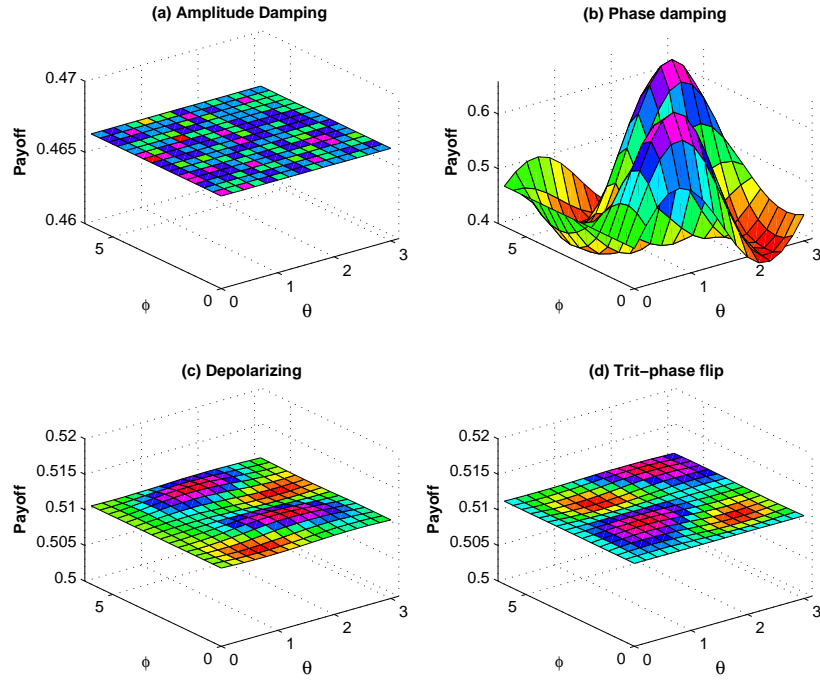 (a) Amplitude Damping
0.47
0.465
0.46
Payoff
5
0
ϕ
0
1
2
3
θ
(b) Phase damping
0.6
0.5
0.4
Payoff
5
0
ϕ
0
1
2
3
θ
(c) Depolarizing
0.52
0.515
0.51
0.505
0.5
Payoff
5
0
ϕ
0
1
2
3
θ
(d) Trit−phase flip
0.52
0.515
0.51
0.505
0.5
Payoff
5
0
ϕ
0
1
2
3
θ